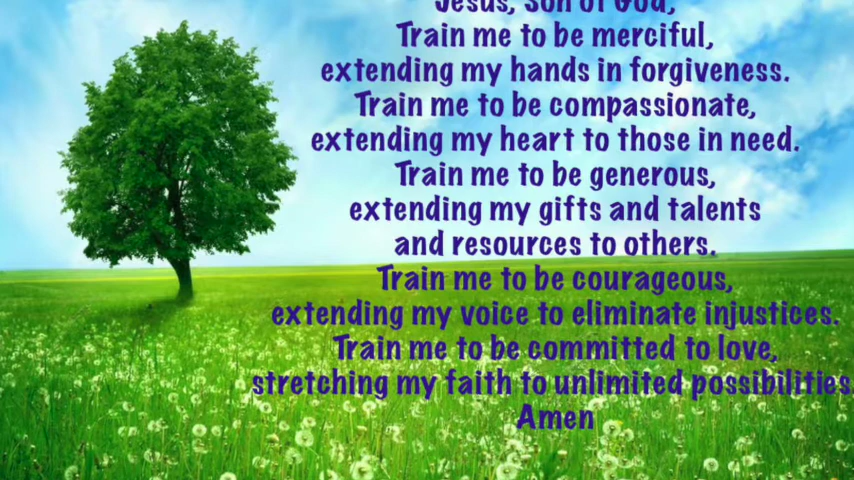 Jesus, Son of God,
Train me to be merciful,
extending my hands in forgiveness.
Train me to be compassionate,
extending my heart to those in need.
Train me to be generous,
extending my gifts and talents
and resources to others.
Train me to be courageous,
extending my voice to eliminate injustices.
Train me to be committed to love,
stretching my faith to unlimited possibilities.
Amen